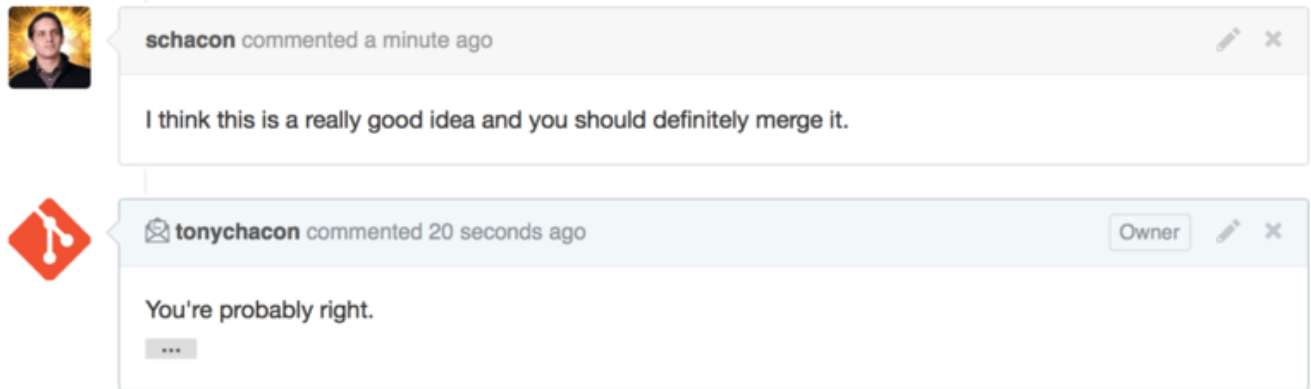 schacon commented a minute ago
I think this is a really good idea and you should definitely merge it.
tonychacon commented 20 seconds ago Owner
You're probably right.
...